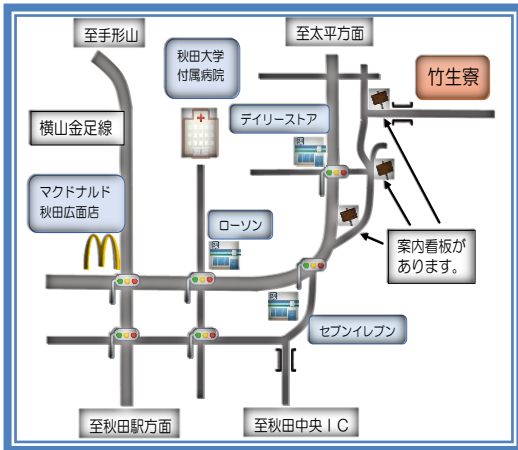 至手形山
至太平方面
秋田大学
付属病院
竹生寮
横山金足線
デイリーストア
マクドナルド
秋田広面店
ローソン
案内看板が
あります。
セブンイレブン
至秋田駅方面
至秋田中央ＩＣ